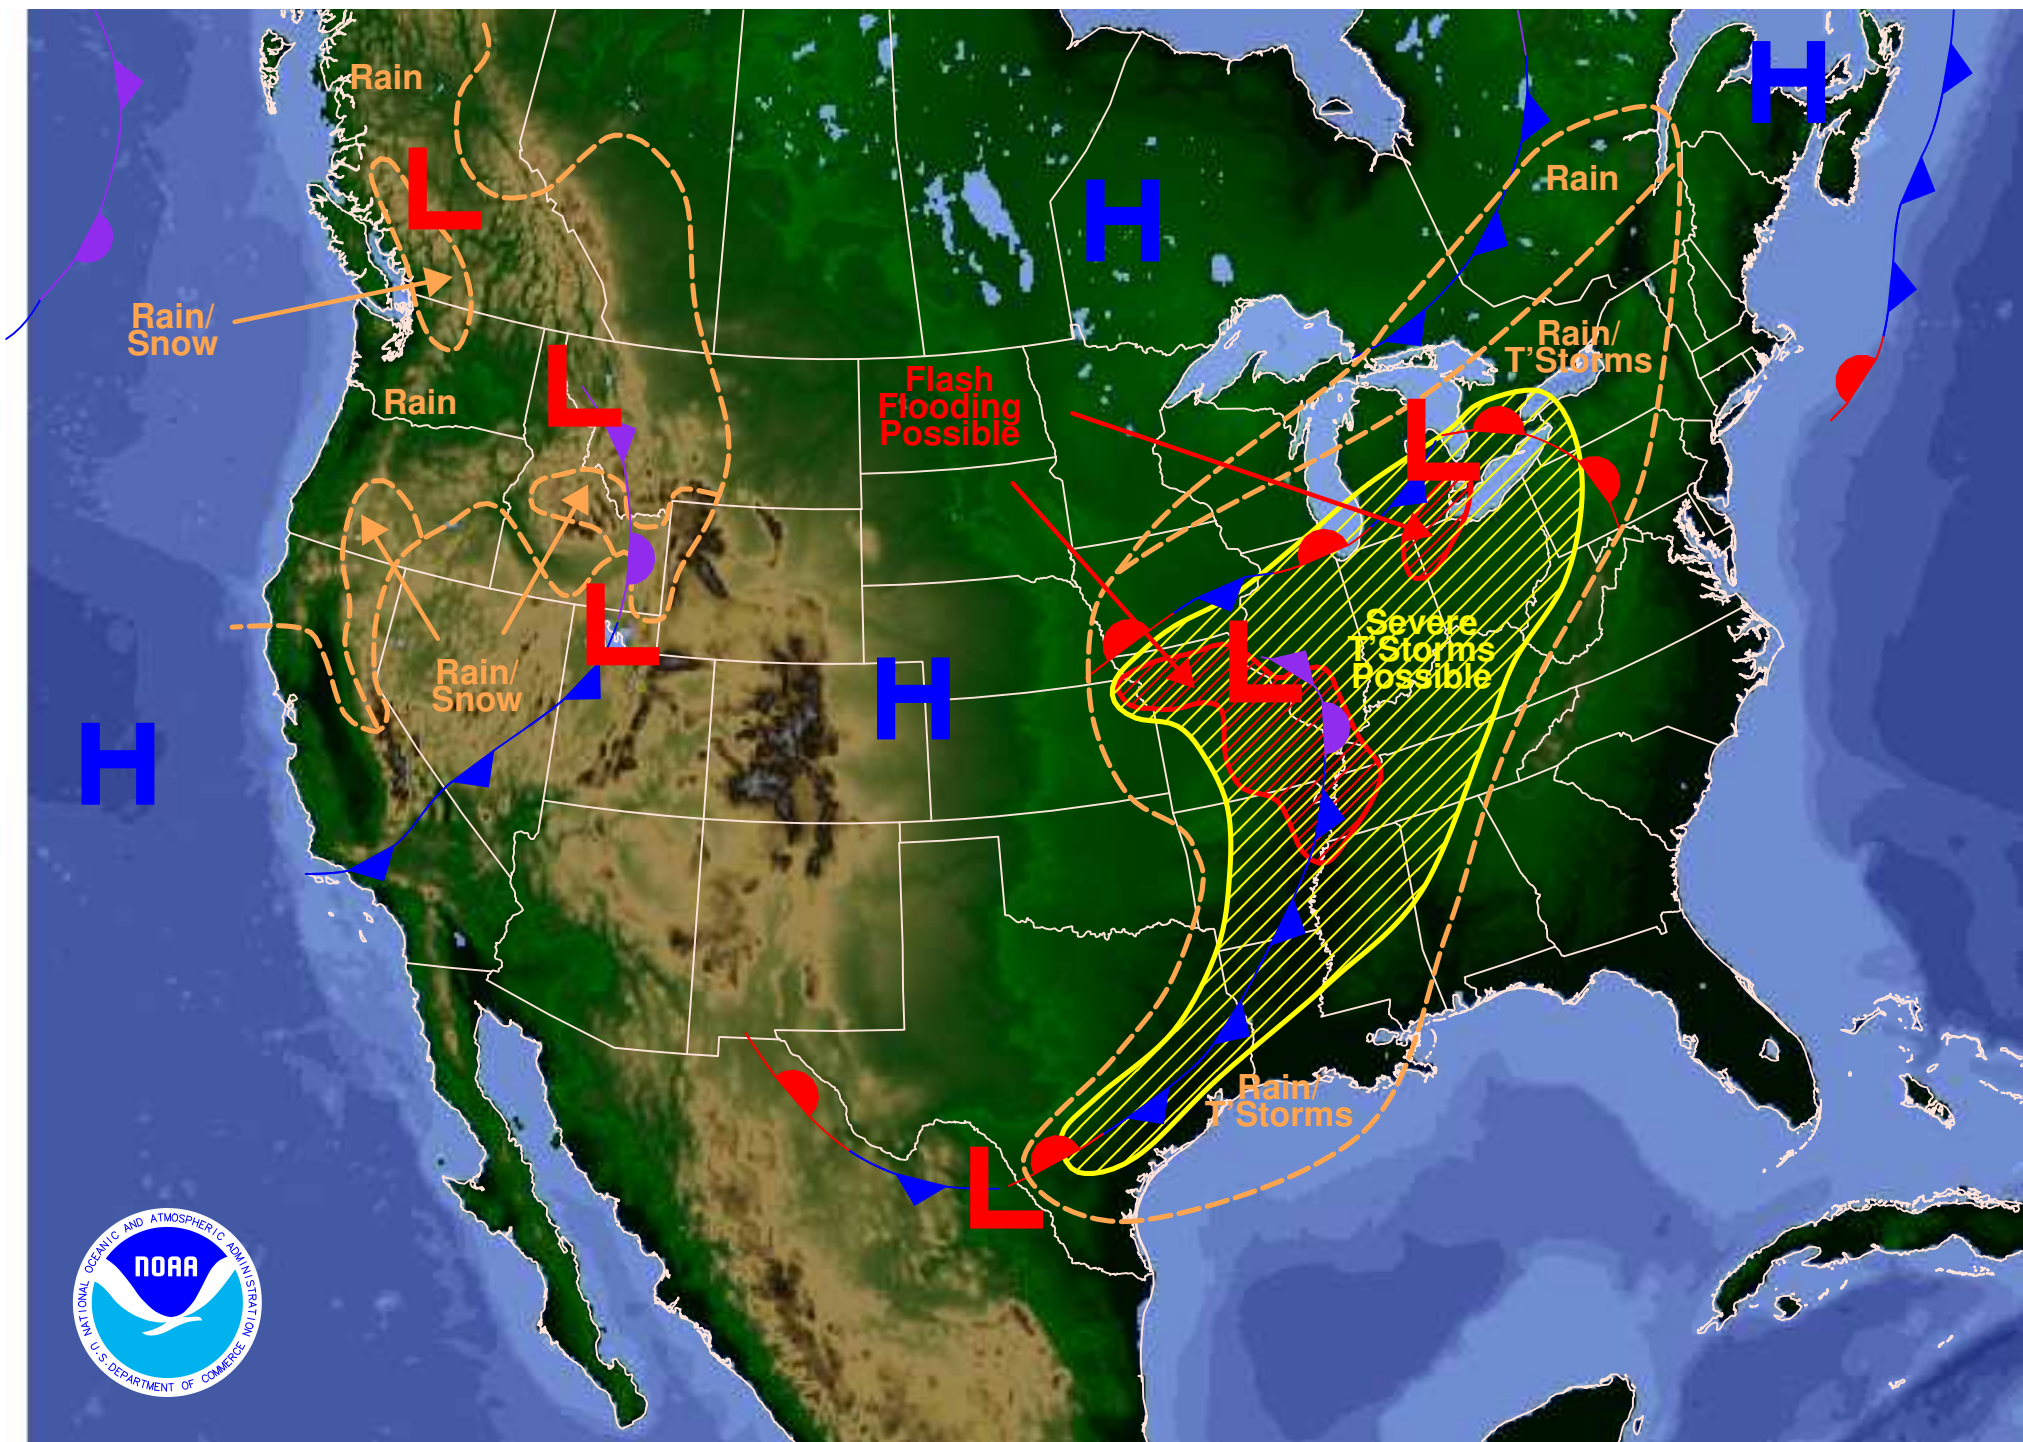 H
Rain
L
H
Rain
Rain/
Snow
Rain/
T'Storms
L
Flash
Flooding
Possible
Rain
L
Severe
T'Storms
Possible
L
L
Rain/
Snow
H
H
Rain/
T'Storms
L
NOAA
NATIONAL OCEANIC AND ATMOSPHERIC ADMINISTRATION
U.S. DEPARTMENT OF COMMERCE